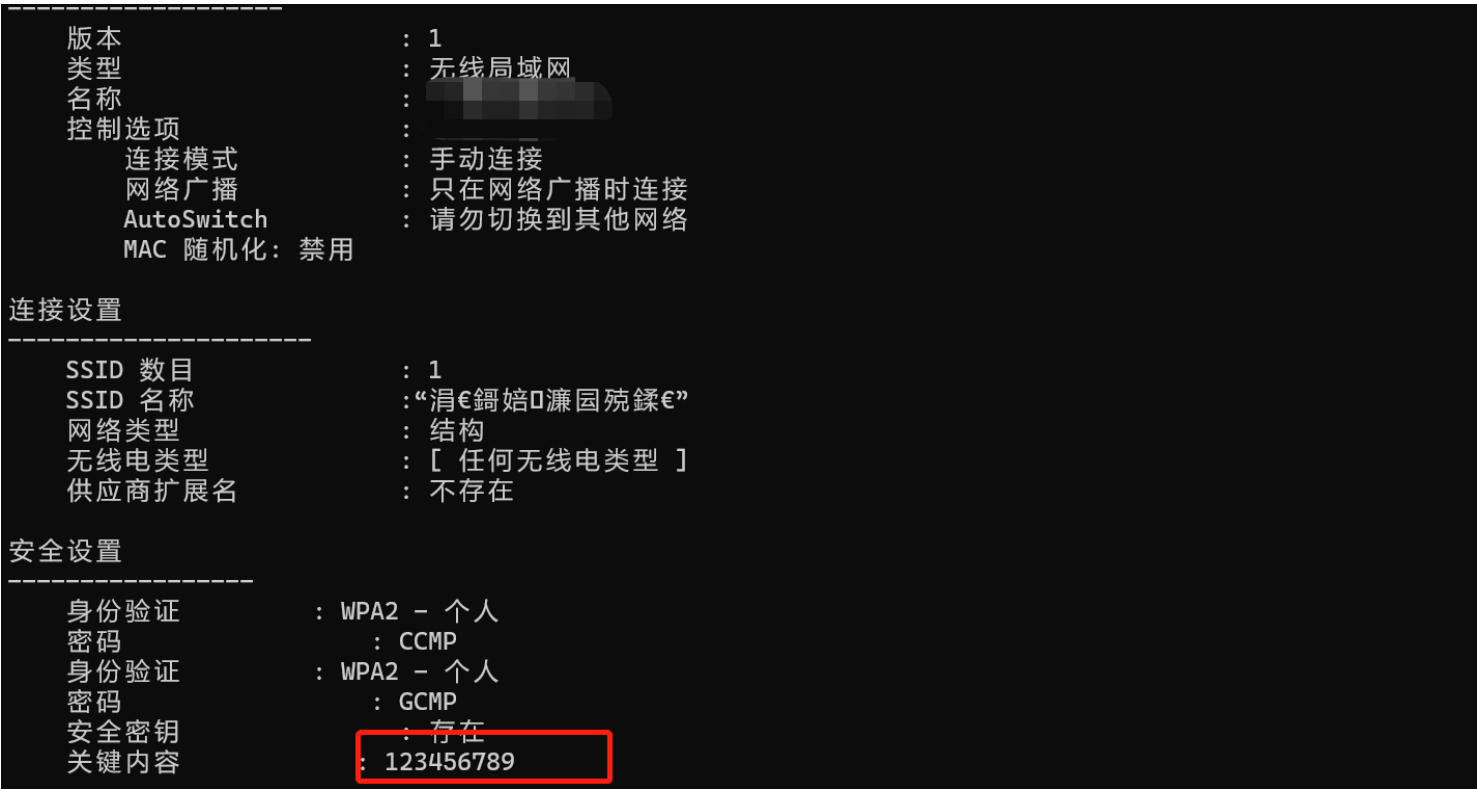 版本 : 1
类型 : 无线局域网
名称 :
控制选项 :
连接模式 : 手动连接
网络广播 : 只在网络广播时连接
AutoSwitch : 请勿切换到其他网络
MAC 随机化: 禁用
连接设置
---------------------
SSID 数目 : 1
SSID 名称 :“涓€鎶婄濂囩殑鍒€”
网络类型 : 结构
无线电类型 : [ 任何无线电类型 ]
供应商扩展名 : 不存在
安全设置
-----------------
身份验证 : WPA2 - 个人
密码 : CCMP
身份验证 : WPA2 - 个人
密码 : GCMP
安全密钥 : 存在
关键内容 : 123456789